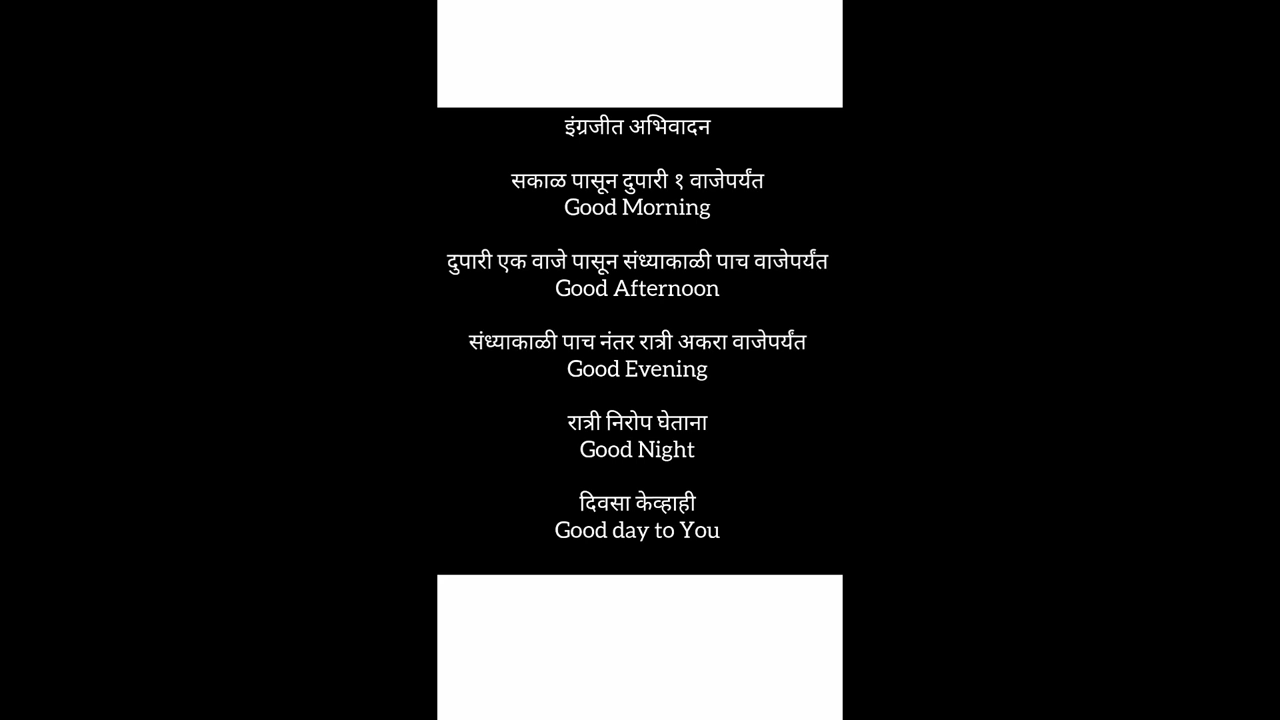 इंग्रजीत अभिवादन
सकाळ पासून दुपारी १ वाजेपर्यंत
Good Morning
दुपारी एक वाजे पासून संध्याकाळी पाच वाजेपर्यंत
Good Afternoon
संध्याकाळी पाच नंतर रात्री अकरा वाजेपर्यंत
Good Evening
रात्री निरोप घेताना
Good Night
दिवसा केव्हाही
Good day to You